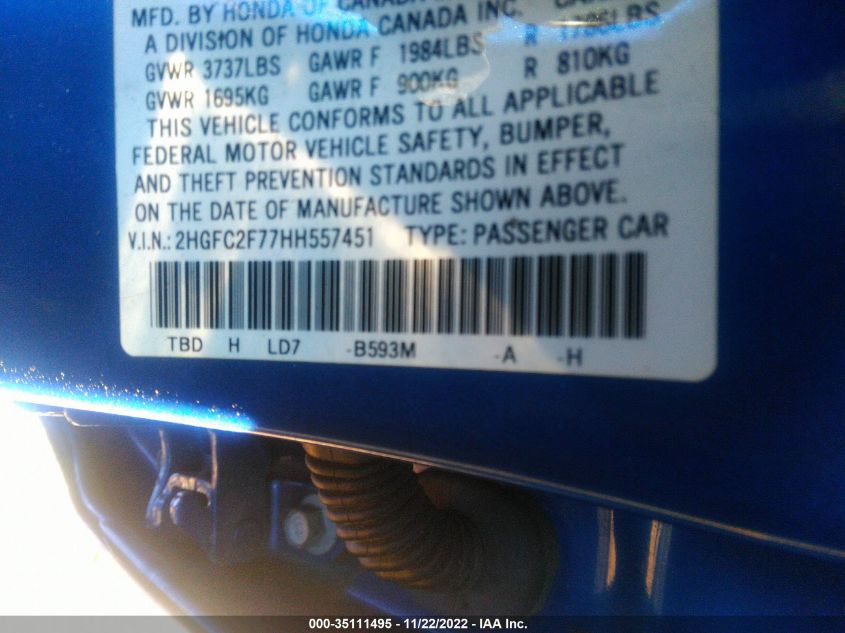 MFD. BY HONDA OF CANADA
A DIVISION OF HONDA CANADA INC.
GVWR 3737LBS GAWR F 1984LBS R 1786LBS
GVWR 1695KG GAWR F 900KG R 810KG
THIS VEHICLE CONFORMS TO ALL APPLICABLE
FEDERAL MOTOR VEHICLE SAFETY, BUMPER,
AND THEFT PREVENTION STANDARDS IN EFFECT
ON THE DATE OF MANUFACTURE SHOWN ABOVE.
V.I.N.: 2HGFC2F77HH557451 TYPE: PASSENGER CAR
TBD H LD7 -B593M -A -H
000-35111495 - 11/22/2022 - IAA Inc.